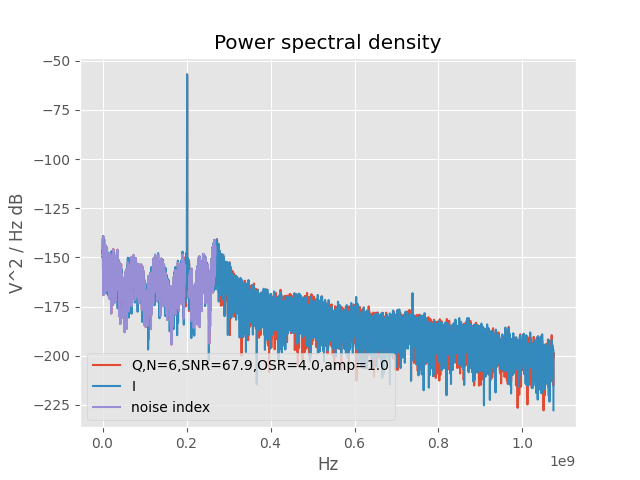 Power spectral density
V^2 / Hz dB
−50
−75
−100
−125
−150
−175
−200
−225
Q,N=6,SNR=67.9,OSR=4.0,amp=1.0
I
noise index
0.0 0.2 0.4 0.6 0.8 1.0
1e9
Hz